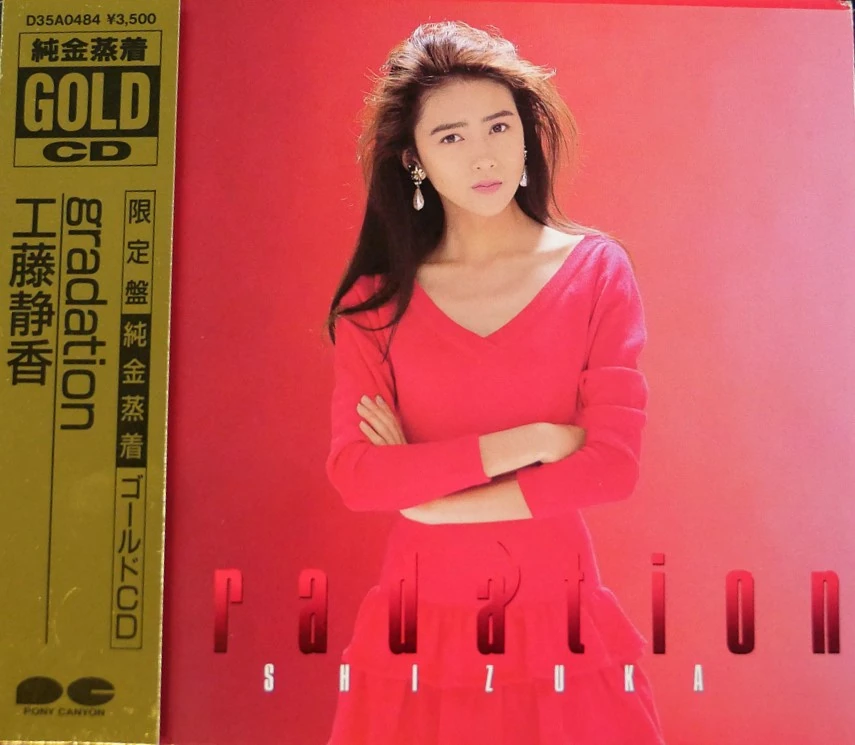 D35A0484 ¥3,500
純金蒸着
GOLD
CD
限定盤 純金蒸着 ゴールドCD
gradation
工藤静香
PONY CANYON
radation
SHIZUKA